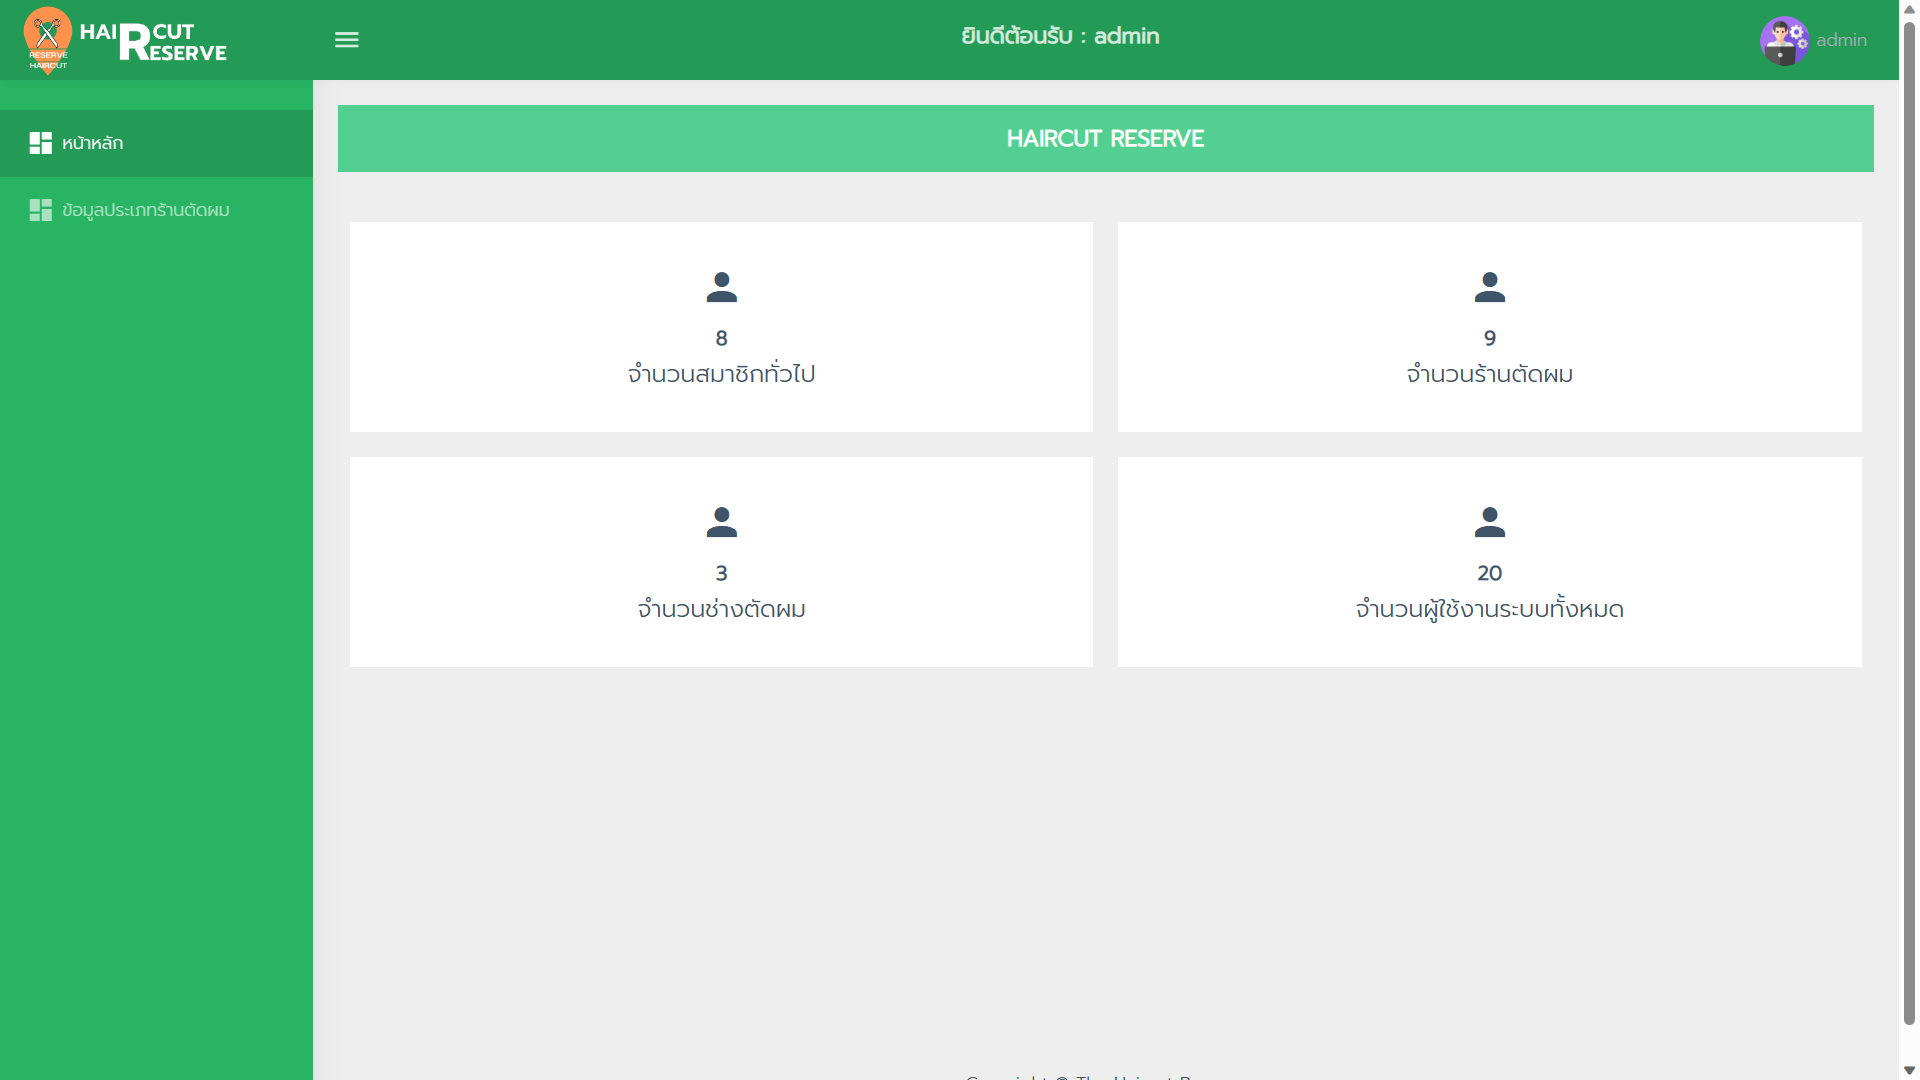 HAIRCUT
RESERVE
RESERVE
HAIRCUT
ยินดีต้อนรับ : admin
admin
หน้าหลัก
ข้อมูลประเภทร้านตัดผม
HAIRCUT RESERVE
8
จำนวนสมาชิกทั่วไป
9
จำนวนร้านตัดผม
3
จำนวนช่างตัดผม
20
จำนวนผู้ใช้งานระบบทั้งหมด